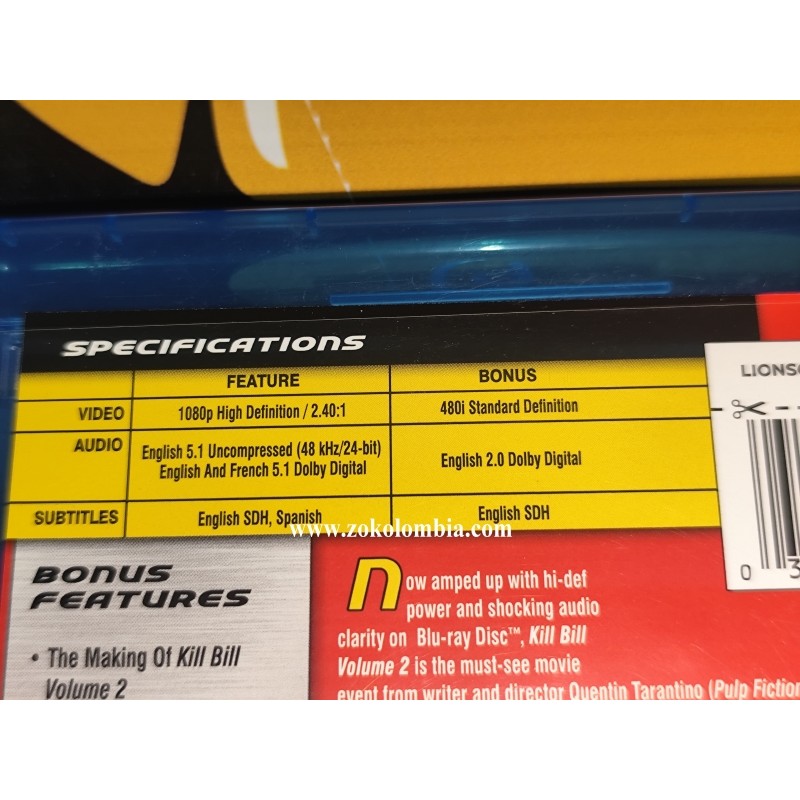 SPECIFICATIONS
FEATURE BONUS
VIDEO 1080p High Definition / 2.40:1 480i Standard Definition
AUDIO English 5.1 Uncompressed (48 kHz/24-bit) English 2.0 Dolby Digital
English And French 5.1 Dolby Digital
SUBTITLES English SDH, Spanish English SDH
www.zokolombia.com
BONUS
FEATURES
• The Making Of Kill Bill
Volume 2
Now amped up with hi-def
power and shocking audio
clarity on Blu-ray Disc™, Kill Bill
Volume 2 is the must-see movie
event from writer and director Quentin Tarantino (Pulp Fiction
LIONS
0